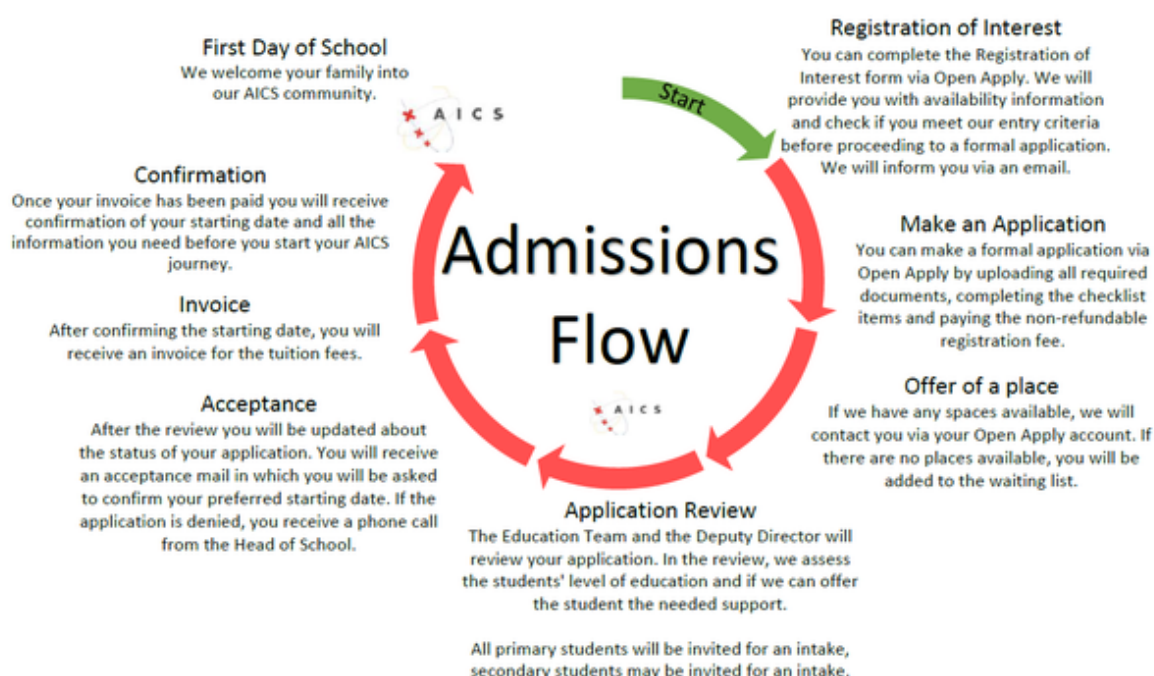 Start
Registration of Interest
You can complete the Registration of
Interest form via Open Apply. We will
provide you with availability information
and check if you meet our entry criteria
before proceeding to a formal application.
We will inform you via an email.
Make an Application
You can make a formal application via
Open Apply by uploading all required
documents, completing the checklist
items and paying the non-refundable
registration fee.
Offer of a place
If we have any spaces available, we will
contact you via your Open Apply account. If
there are no places available, you will be
added to the waiting list.
Application Review
The Education Team and the Deputy Director will
review your application. In the review, we assess
the students' level of education and if we can offer
the student the needed support.
All primary students will be invited for an intake,
secondary students may be invited for an intake.
Acceptance
After the review you will be updated about
the status of your application. You will receive
an acceptance mail in which you will be asked
to confirm your preferred starting date. If the
application is denied, you receive a phone call
from the Head of School.
Invoice
After confirming the starting date, you will
receive an invoice for the tuition fees.
Confirmation
Once your invoice has been paid you will receive
confirmation of your starting date and all the
information you need before you start your AICS
journey.
First Day of School
We welcome your family into
our AICS community.
AICS
Admissions
Flow
AICS